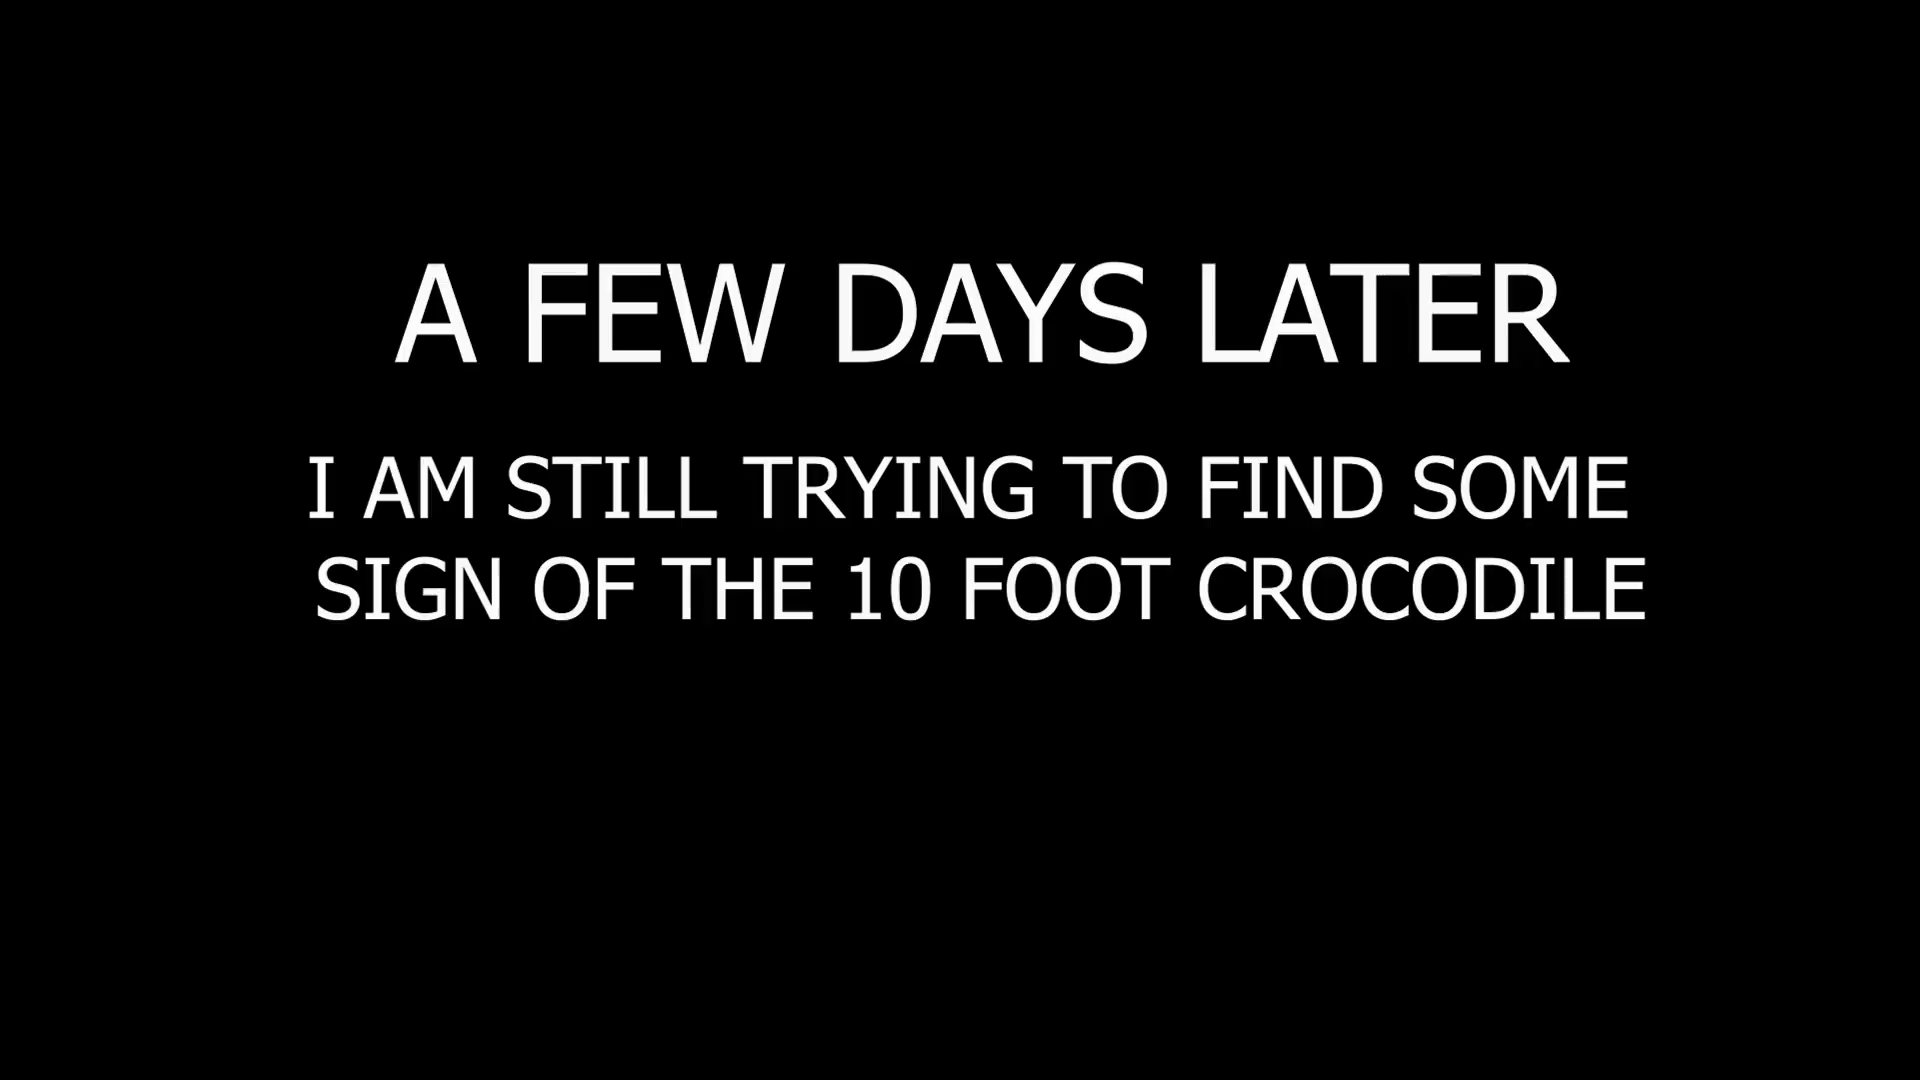 A FEW DAYS LATER
I AM STILL TRYING TO FIND SOME
SIGN OF THE 10 FOOT CROCODILE